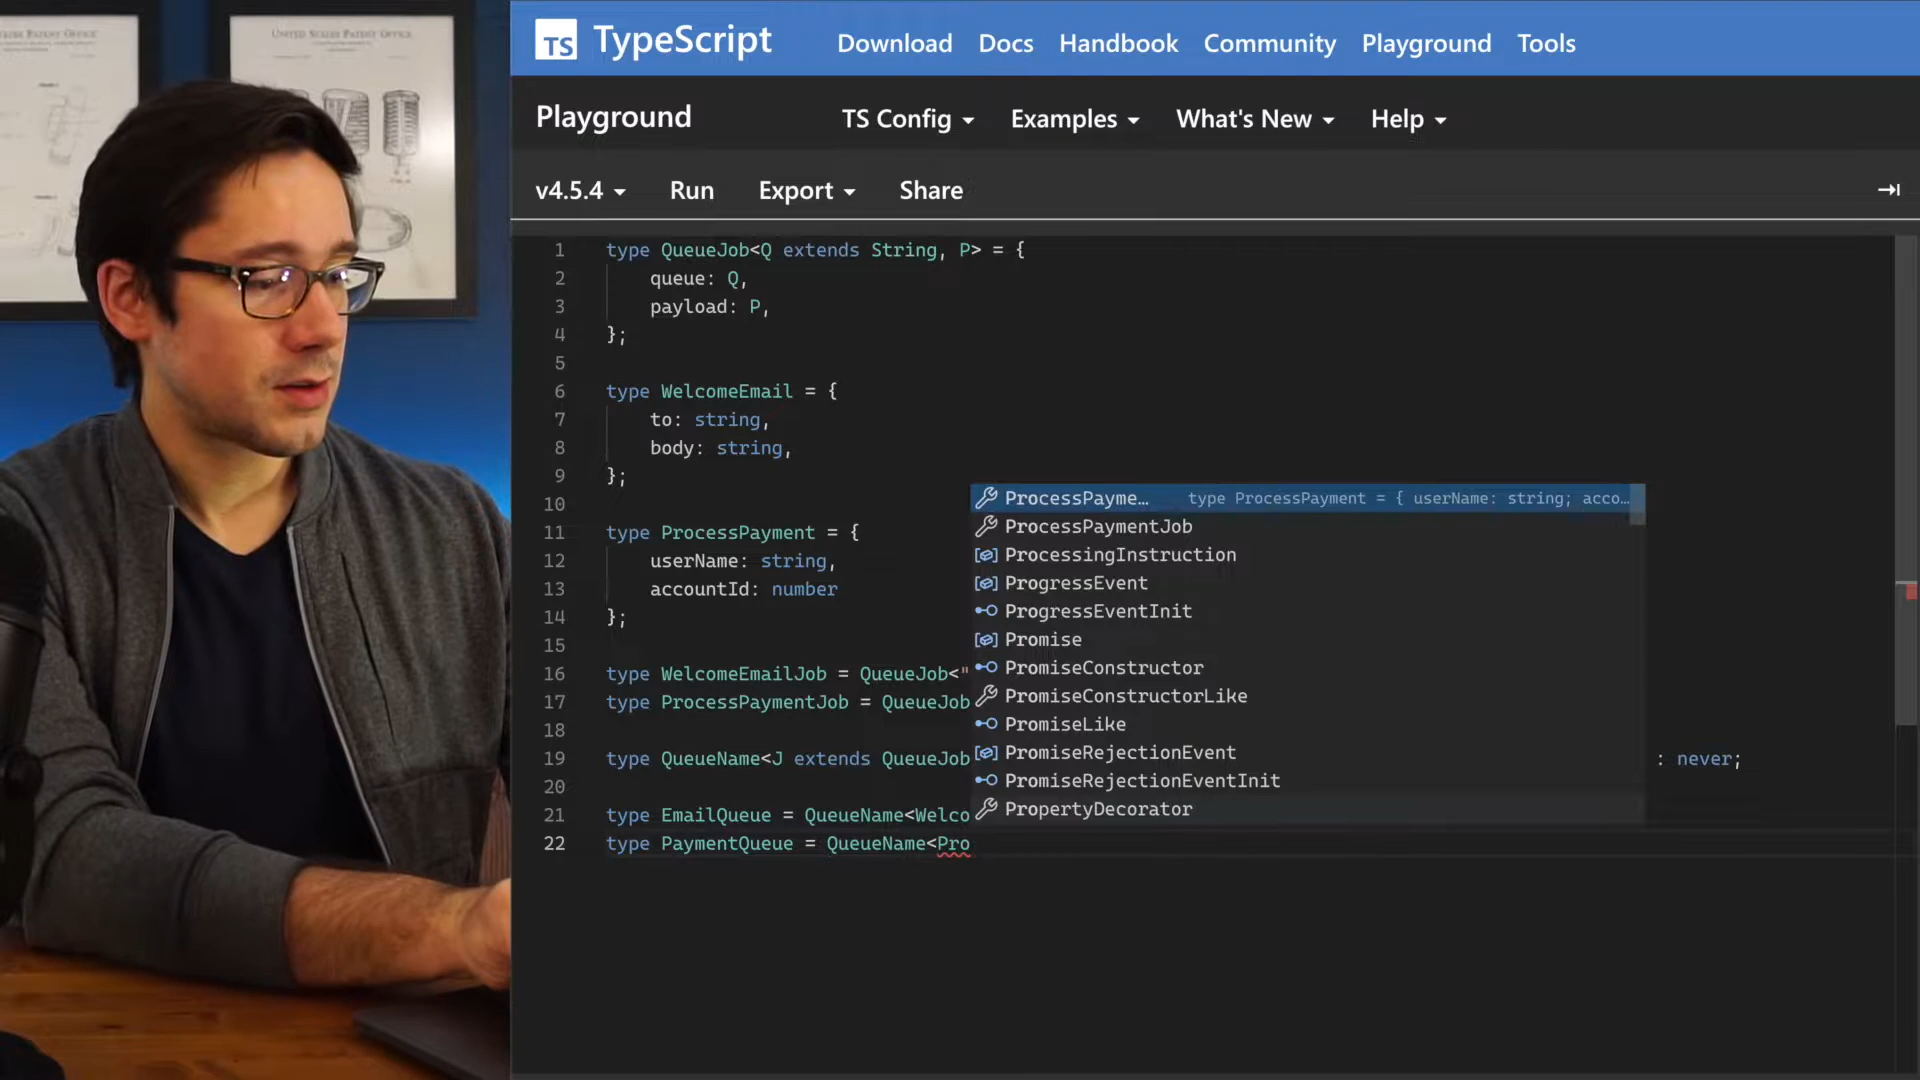 UNITED STATES PATENT OFFICE
TS TypeScript
Download Docs Handbook Community Playground Tools
Playground
TS Config Examples What's New Help
v4.5.4 Run Export Share
1 type QueueJob<Q extends String, P> = {
2 queue: Q,
3 payload: P,
4 };
5
6 type WelcomeEmail = {
7 to: string,
8 body: string,
9 };
10
11 type ProcessPayment = {
12 userName: string,
13 accountId: number
14 };
15
16 type WelcomeEmailJob = QueueJob<"
17 type ProcessPaymentJob = QueueJob
18
19 type QueueName<J extends QueueJob : never;
20
21 type EmailQueue = QueueName<Welco
22 type PaymentQueue = QueueName<Pro
ProcessPayme… type ProcessPayment = { userName: string; acco…
ProcessPaymentJob
ProcessingInstruction
ProgressEvent
ProgressEventInit
Promise
PromiseConstructor
PromiseConstructorLike
PromiseLike
PromiseRejectionEvent
PromiseRejectionEventInit
PropertyDecorator